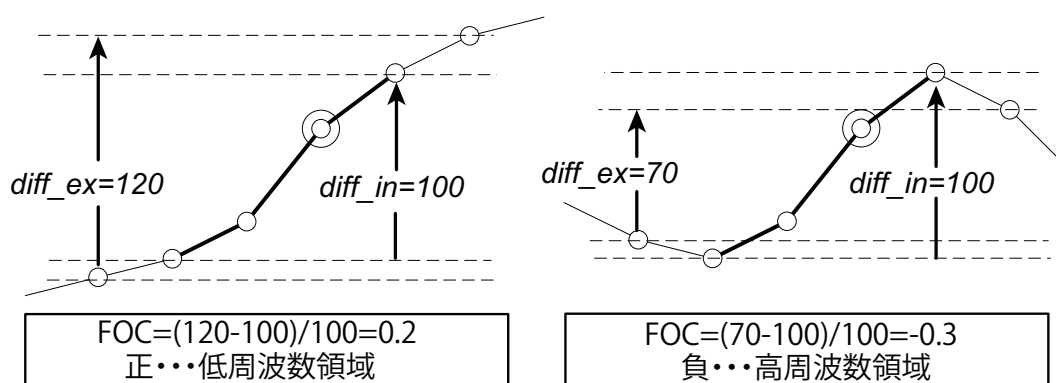 diff_ex=120
diff_in=100
FOC=(120-100)/100=0.2
正･･･低周波数領域
diff_ex=70
diff_in=100
FOC=(70-100)/100=-0.3
負･･･高周波数領域